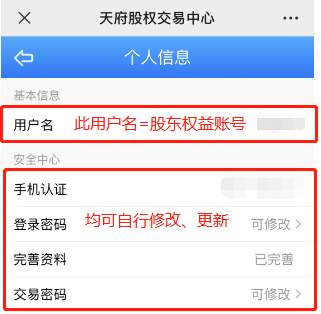 天府股权交易中心
个人信息
基本信息
用户名 此用户名=股东权益账号
安全中心
手机认证
登录密码 均可自行修改、更新 可修改
完善资料 已完善
交易密码 可修改